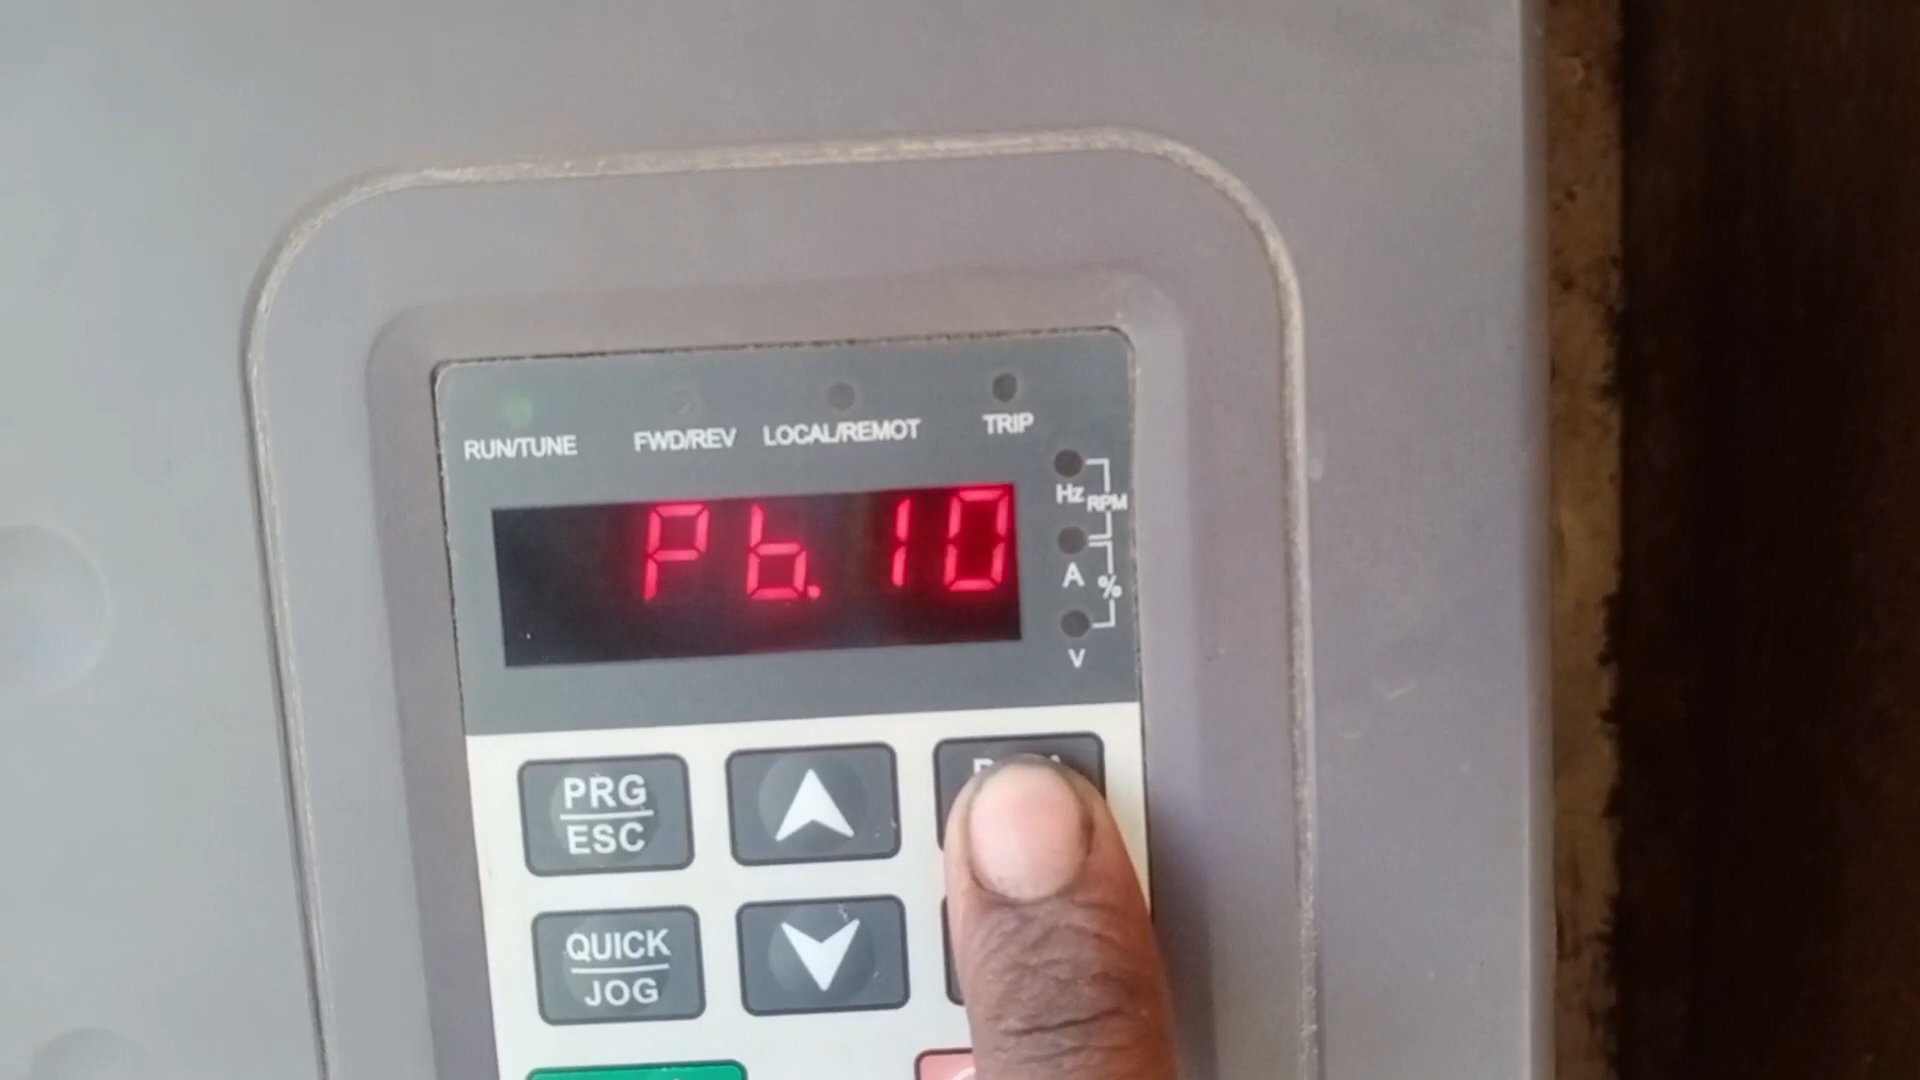 RUN/TUNE FWD/REV LOCAL/REMOT TRIP
Pb.10
Hz
RPM
A
%
V
PRG
ESC
QUICK
JOG